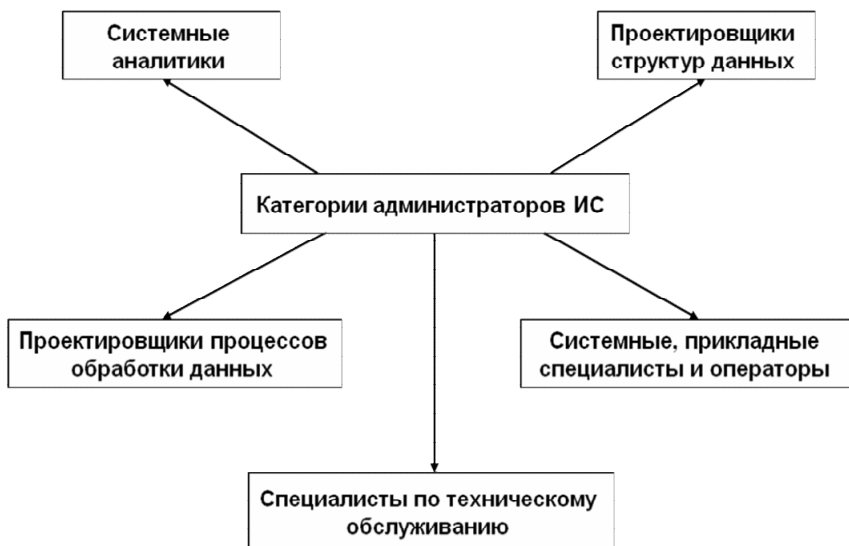 Системные
аналитики
Проектировщики
структур данных
Категории администраторов ИС
Проектировщики процессов
обработки данных
Системные, прикладные
специалисты и операторы
Специалисты по техническому
обслуживанию